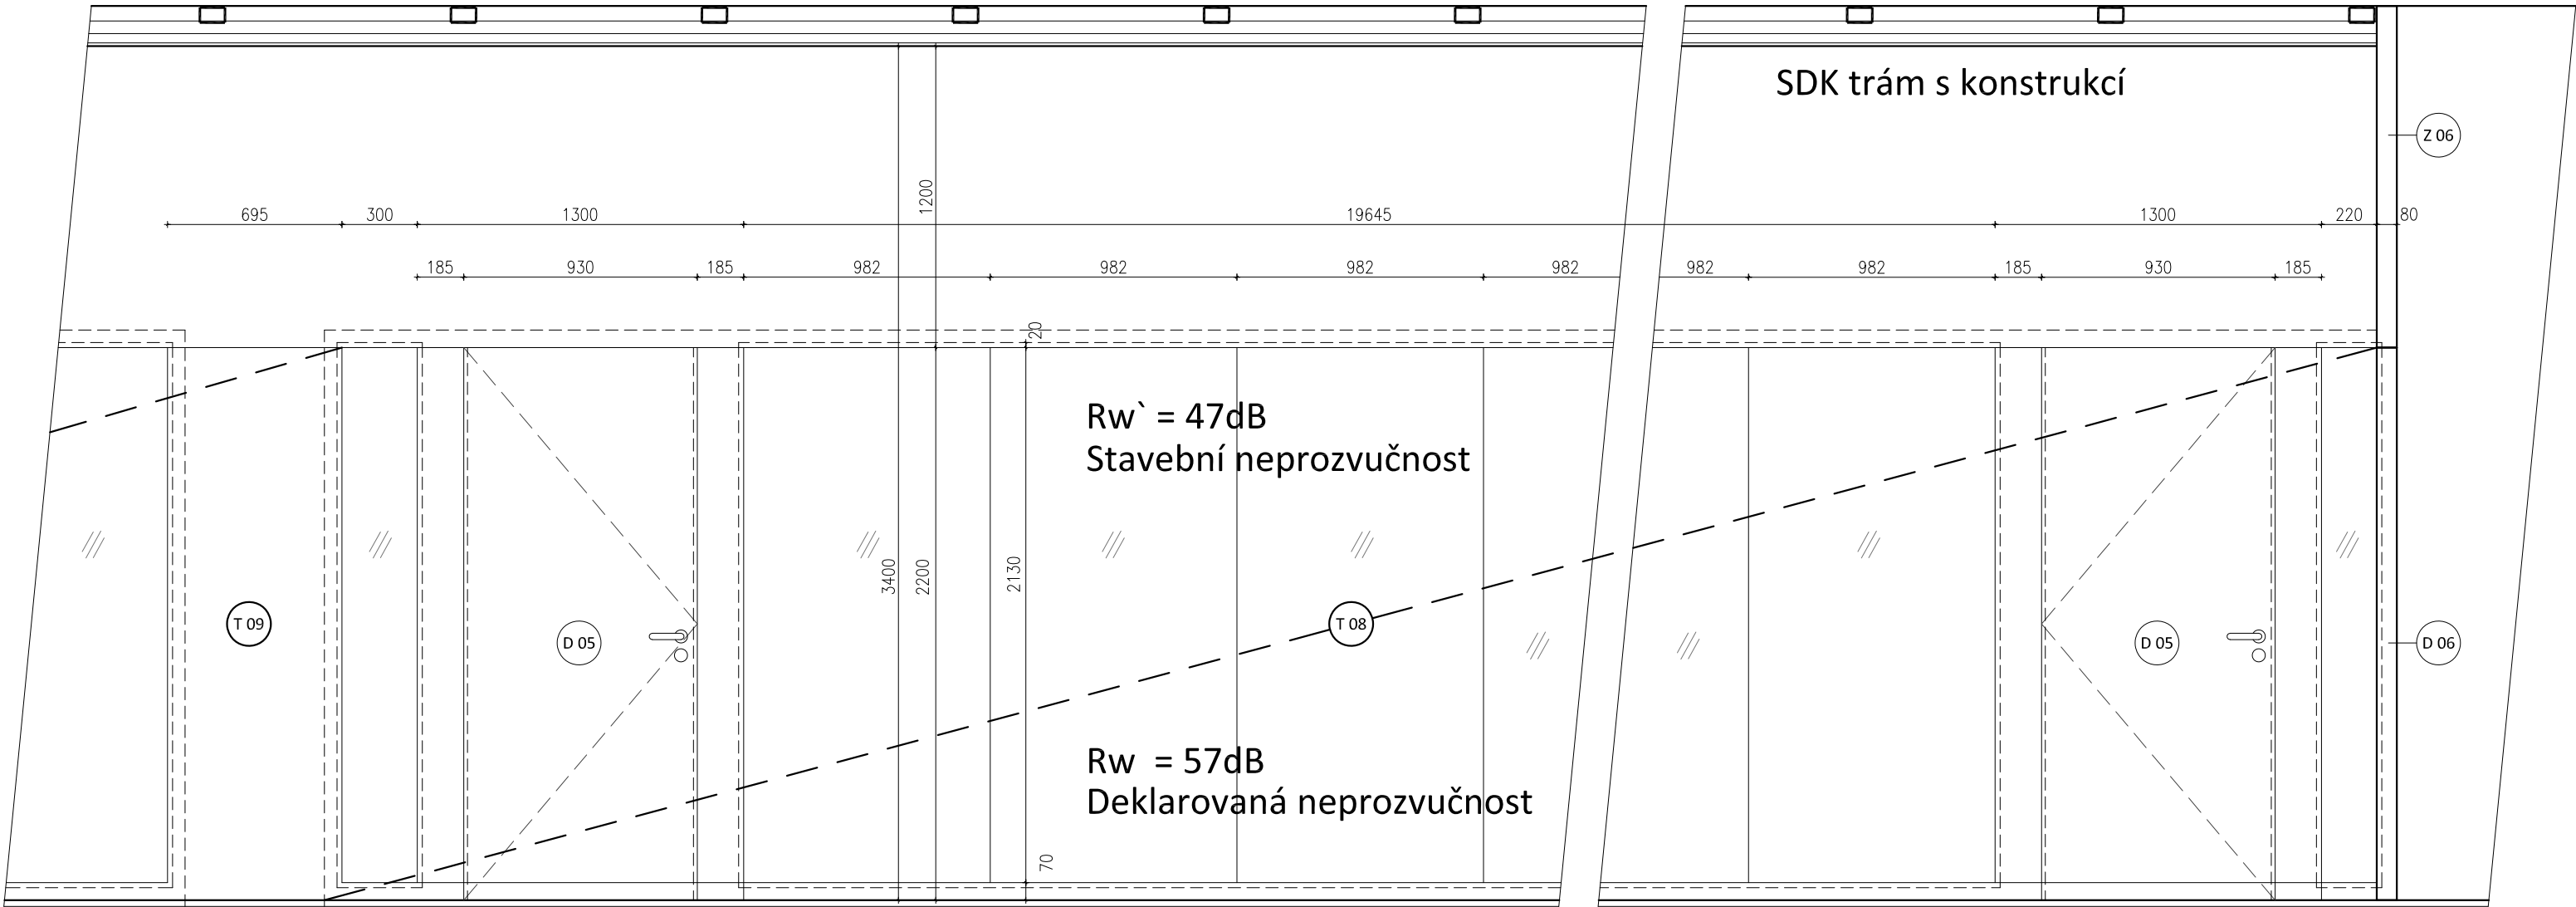 SDK trám s konstrukcí
Z 06
1200
695 300 1300 19645 1300 220 80
185 930 185 982 982 982 982 982 982 185 930 185
20
Rw` = 47dB
Stavební neprozvučnost
3400
2200
2130
T 09
D 05
T 08
D 05
D 06
Rw = 57dB
Deklarovaná neprozvučnost
70